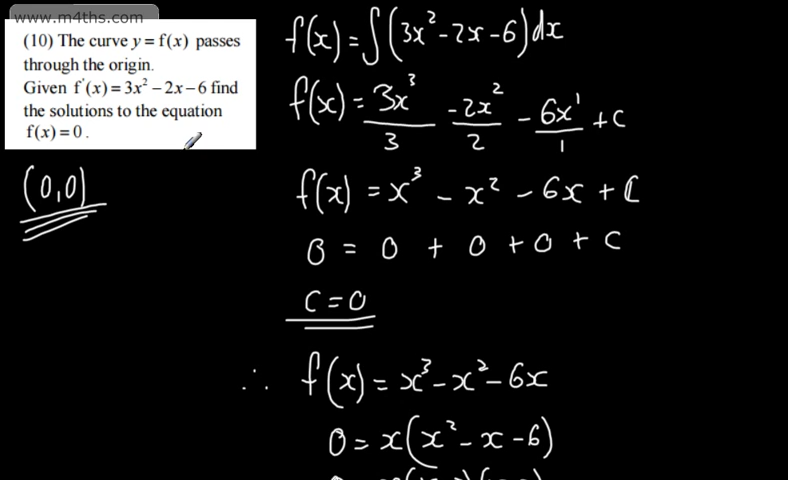 www.m4ths.com
(10) The curve y = f(x) passes
through the origin.
Given f'(x) = 3x² – 2x – 6 find
the solutions to the equation
f(x) = 0.
(0,0)
f(x) = ∫(3x² - 2x - 6) dx
f(x) = 3x³/3 - 2x²/2 - 6x¹/1 + C
f(x) = x³ - x² - 6x + C
0 = 0 + 0 + 0 + C
C = 0
∴ f(x) = x³ - x² - 6x
0 = x(x² - x - 6)